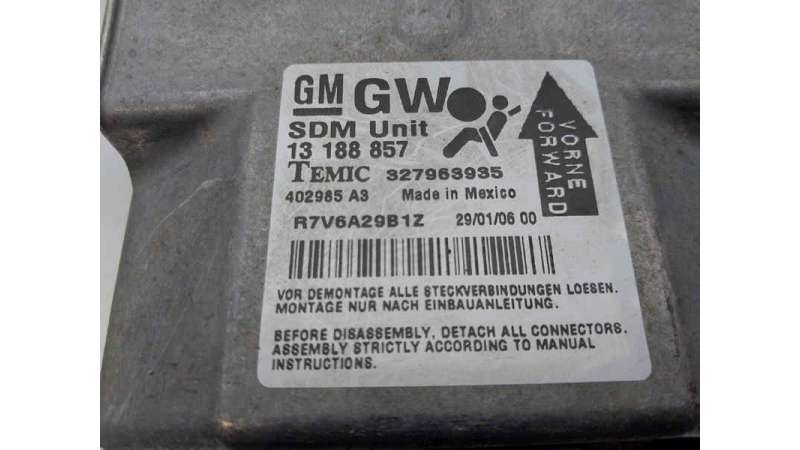 GM GW
SDM Unit
13 188 857
TEMIC 327963935
402985 A3 Made in Mexico
R7V6A29B1Z 29/01/06 00
VORNE
FORWARD
VOR DEMONTAGE ALLE STECKVERBINDUNGEN LOESEN.
MONTAGE NUR NACH EINBAUANLEITUNG.
BEFORE DISASSEMBLY, DETACH ALL CONNECTORS.
ASSEMBLY STRICTLY ACCORDING TO MANUAL
INSTRUCTIONS.